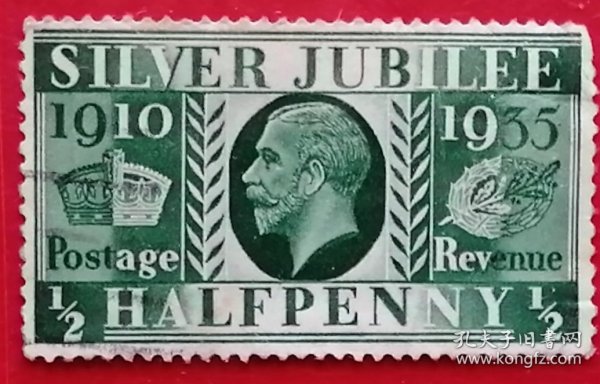 SILVER JUBILEE
1910 1935
Postage Revenue
½ HALFPENNY ½
孔夫子旧书网
www.kongfz.com